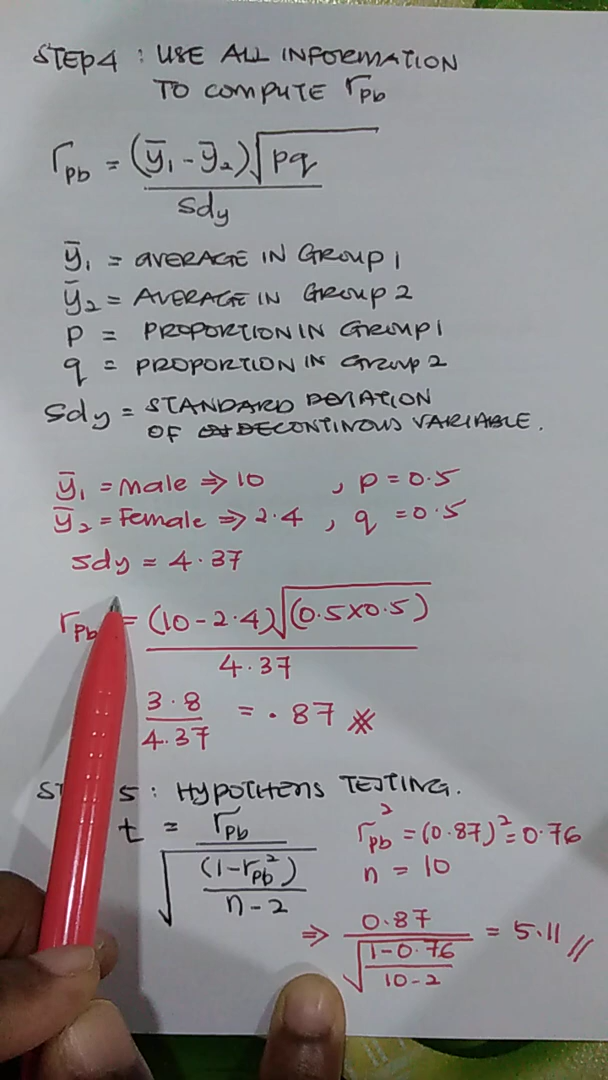 STEP4 : USE ALL INFORMATION
TO COMPUTE rpb
rpb = (ȳ₁ - ȳ₂)√pq
sdy
ȳ₁ = AVERAGE IN GROUP 1
ȳ₂ = AVERAGE IN GROUP 2
P = PROPORTION IN GROUP 1
q = PROPORTION IN GROUP 2
Sdy = STANDARD DEVIATION
OF CONTINOUS VARIABLE.
ȳ₁ = male ⇒ 10 , p = 0.5
ȳ₂ = Female ⇒ 2.4 , q = 0.5
sdy = 4.37
rpb = (10 - 2.4)√(0.5×0.5)
4.37
3.8
4.37
= .87
5 : HYPOTHESIS TESTING.
t = rpb
√(1-rpb²)
n-2
rpb² = (0.87)² = 0.76
n = 10
⇒ 0.87
√1-0.76
10-2
= 5.11 //